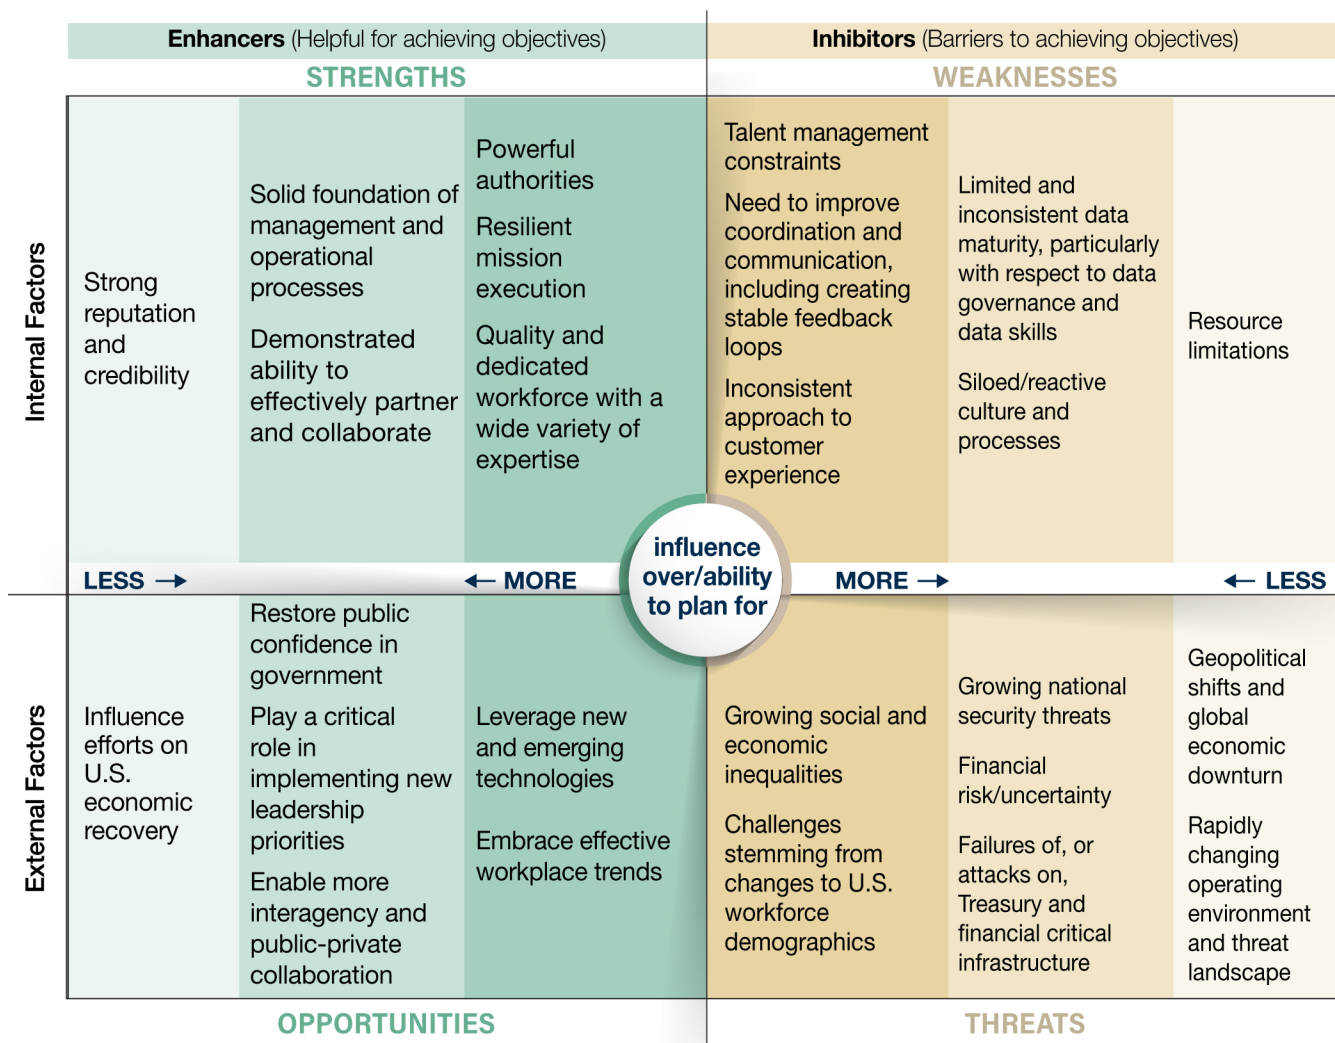 Enhancers (Helpful for achieving objectives)
Inhibitors (Barriers to achieving objectives)
STRENGTHS
WEAKNESSES
Internal Factors
Strong
reputation
and
credibility
Solid foundation of
management and
operational
processes
Demonstrated
ability to
effectively partner
and collaborate
Powerful
authorities
Resilient
mission
execution
Quality and
dedicated
workforce with a
wide variety of
expertise
Talent management
constraints
Need to improve
coordination and
communication,
including creating
stable feedback
loops
Inconsistent
approach to
customer
experience
Limited and
inconsistent data
maturity, particularly
with respect to data
governance and
data skills
Siloed/reactive
culture and
processes
Resource
limitations
LESS →
← MORE
influence
over/ability
to plan for
MORE →
← LESS
External Factors
Influence
efforts on
U.S.
economic
recovery
Restore public
confidence in
government
Play a critical
role in
implementing new
leadership
priorities
Enable more
interagency and
public-private
collaboration
Leverage new
and emerging
technologies
Embrace effective
workplace trends
Growing social and
economic
inequalities
Challenges
stemming from
changes to U.S.
workforce
demographics
Growing national
security threats
Financial
risk/uncertainty
Failures of, or
attacks on,
Treasury and
financial critical
infrastructure
Geopolitical
shifts and
global
economic
downturn
Rapidly
changing
operating
environment
and threat
landscape
OPPORTUNITIES
THREATS